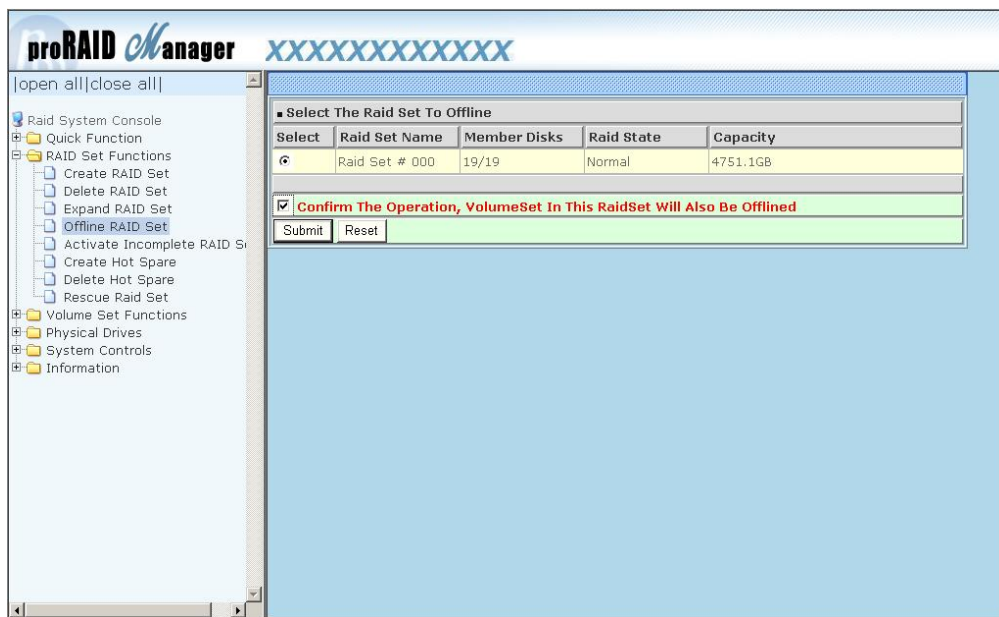 proRAID Manager XXXXXXXXXXXX
|open all|close all|
Raid System Console
Quick Function
RAID Set Functions
Create RAID Set
Delete RAID Set
Expand RAID Set
Offline RAID Set
Activate Incomplete RAID Se
Create Hot Spare
Delete Hot Spare
Rescue Raid Set
Volume Set Functions
Physical Drives
System Controls
Information
Select The Raid Set To Offline
Select Raid Set Name Member Disks Raid State Capacity
Raid Set # 000 19/19 Normal 4751.1GB
Confirm The Operation, VolumeSet In This RaidSet Will Also Be Offlined
Submit Reset